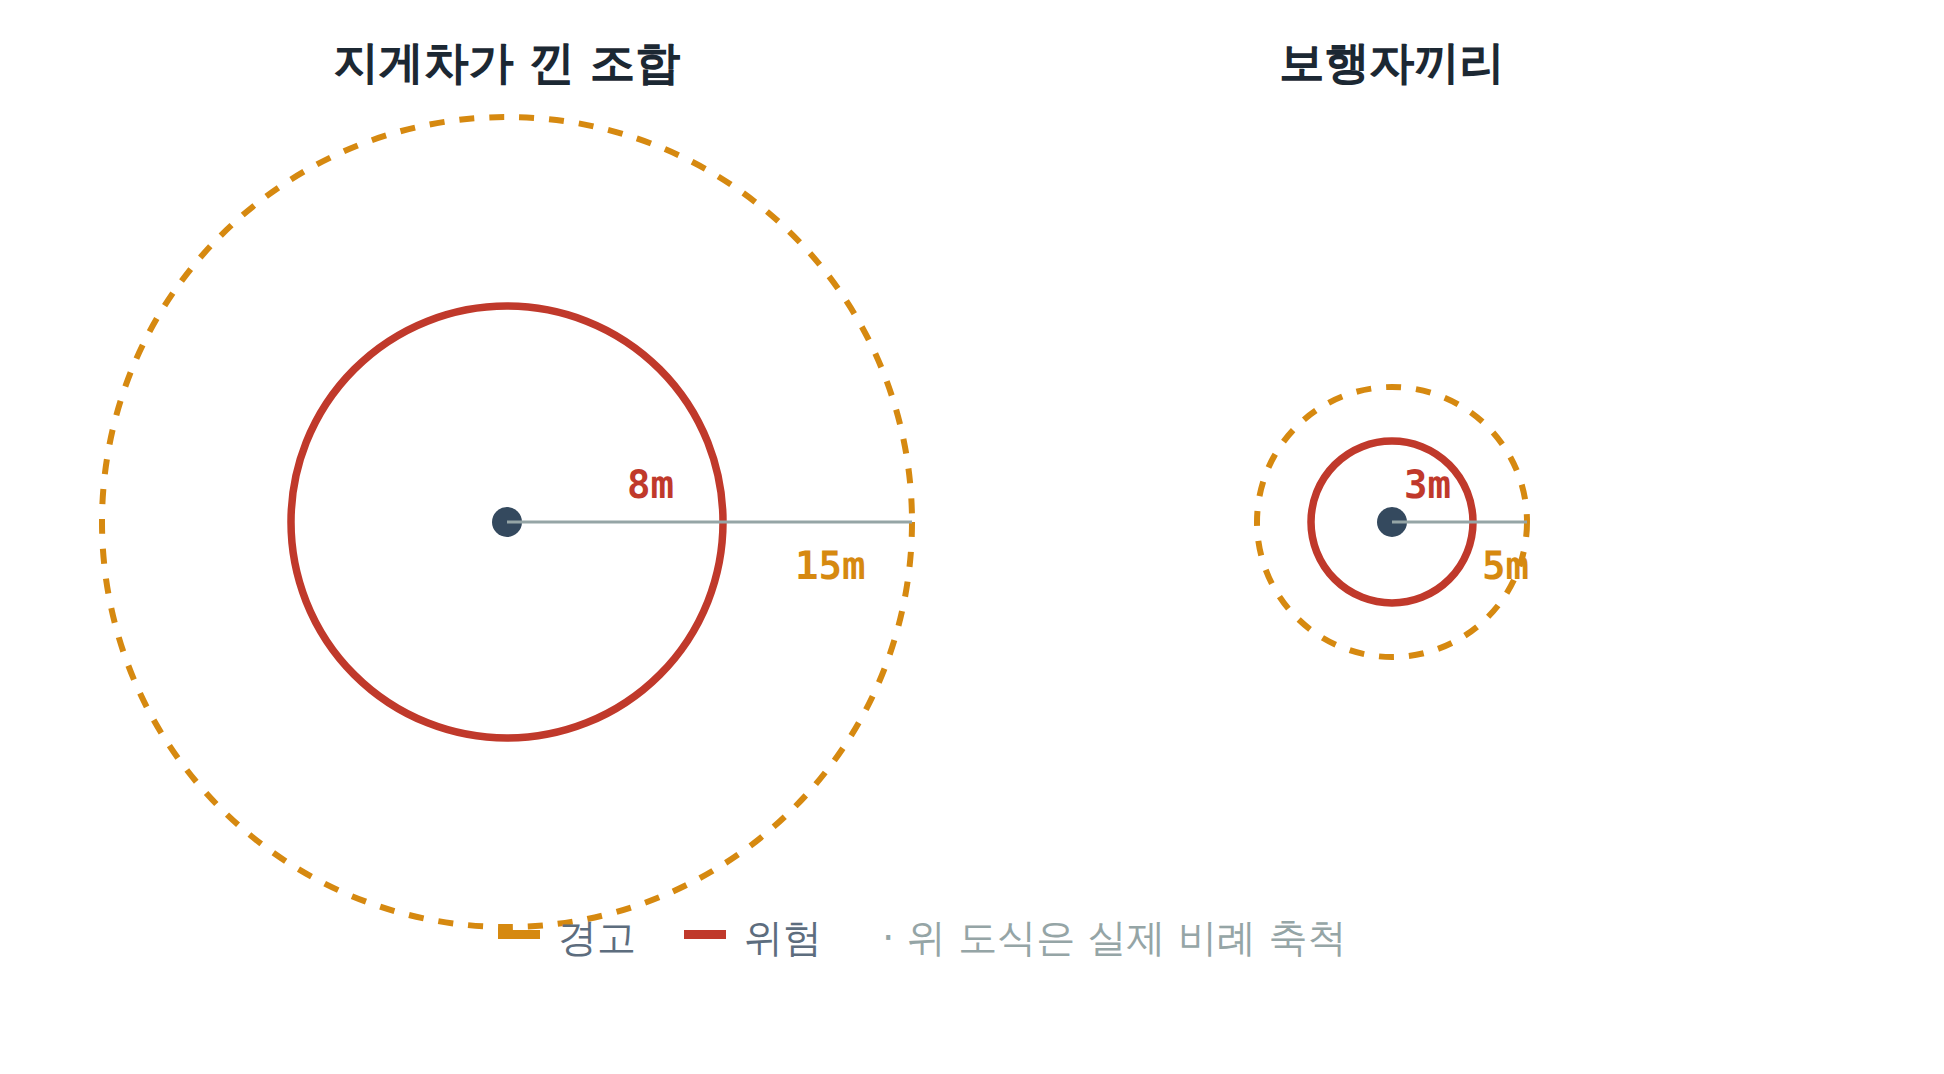 지게차가 낀 조합
보행자끼리
8m
15m
3m
5m
경고
위험
· 위 도식은 실제 비례 축척